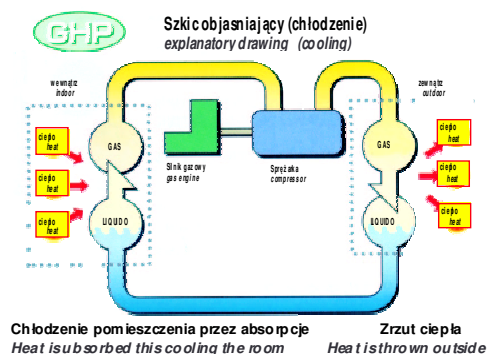 GHP
Szkic objasniający (chłodzenie)
explanatory drawing (cooling)
wewnątrz
indoor
zewnątrz
outdoor
ciepło
heat
ciepło
heat
ciepło
heat
GAS
LIQUIDO
Silnik gazowy
gas engine
Sprężarka
compressor
GAS
LIQUIDO
ciepło
heat
ciepło
heat
ciepło
heat
Chłodzenie pomieszczenia przez absorpcje
Heat is ubsorbed this cooling the room
Zrzut ciepła
Heat is thrown outside